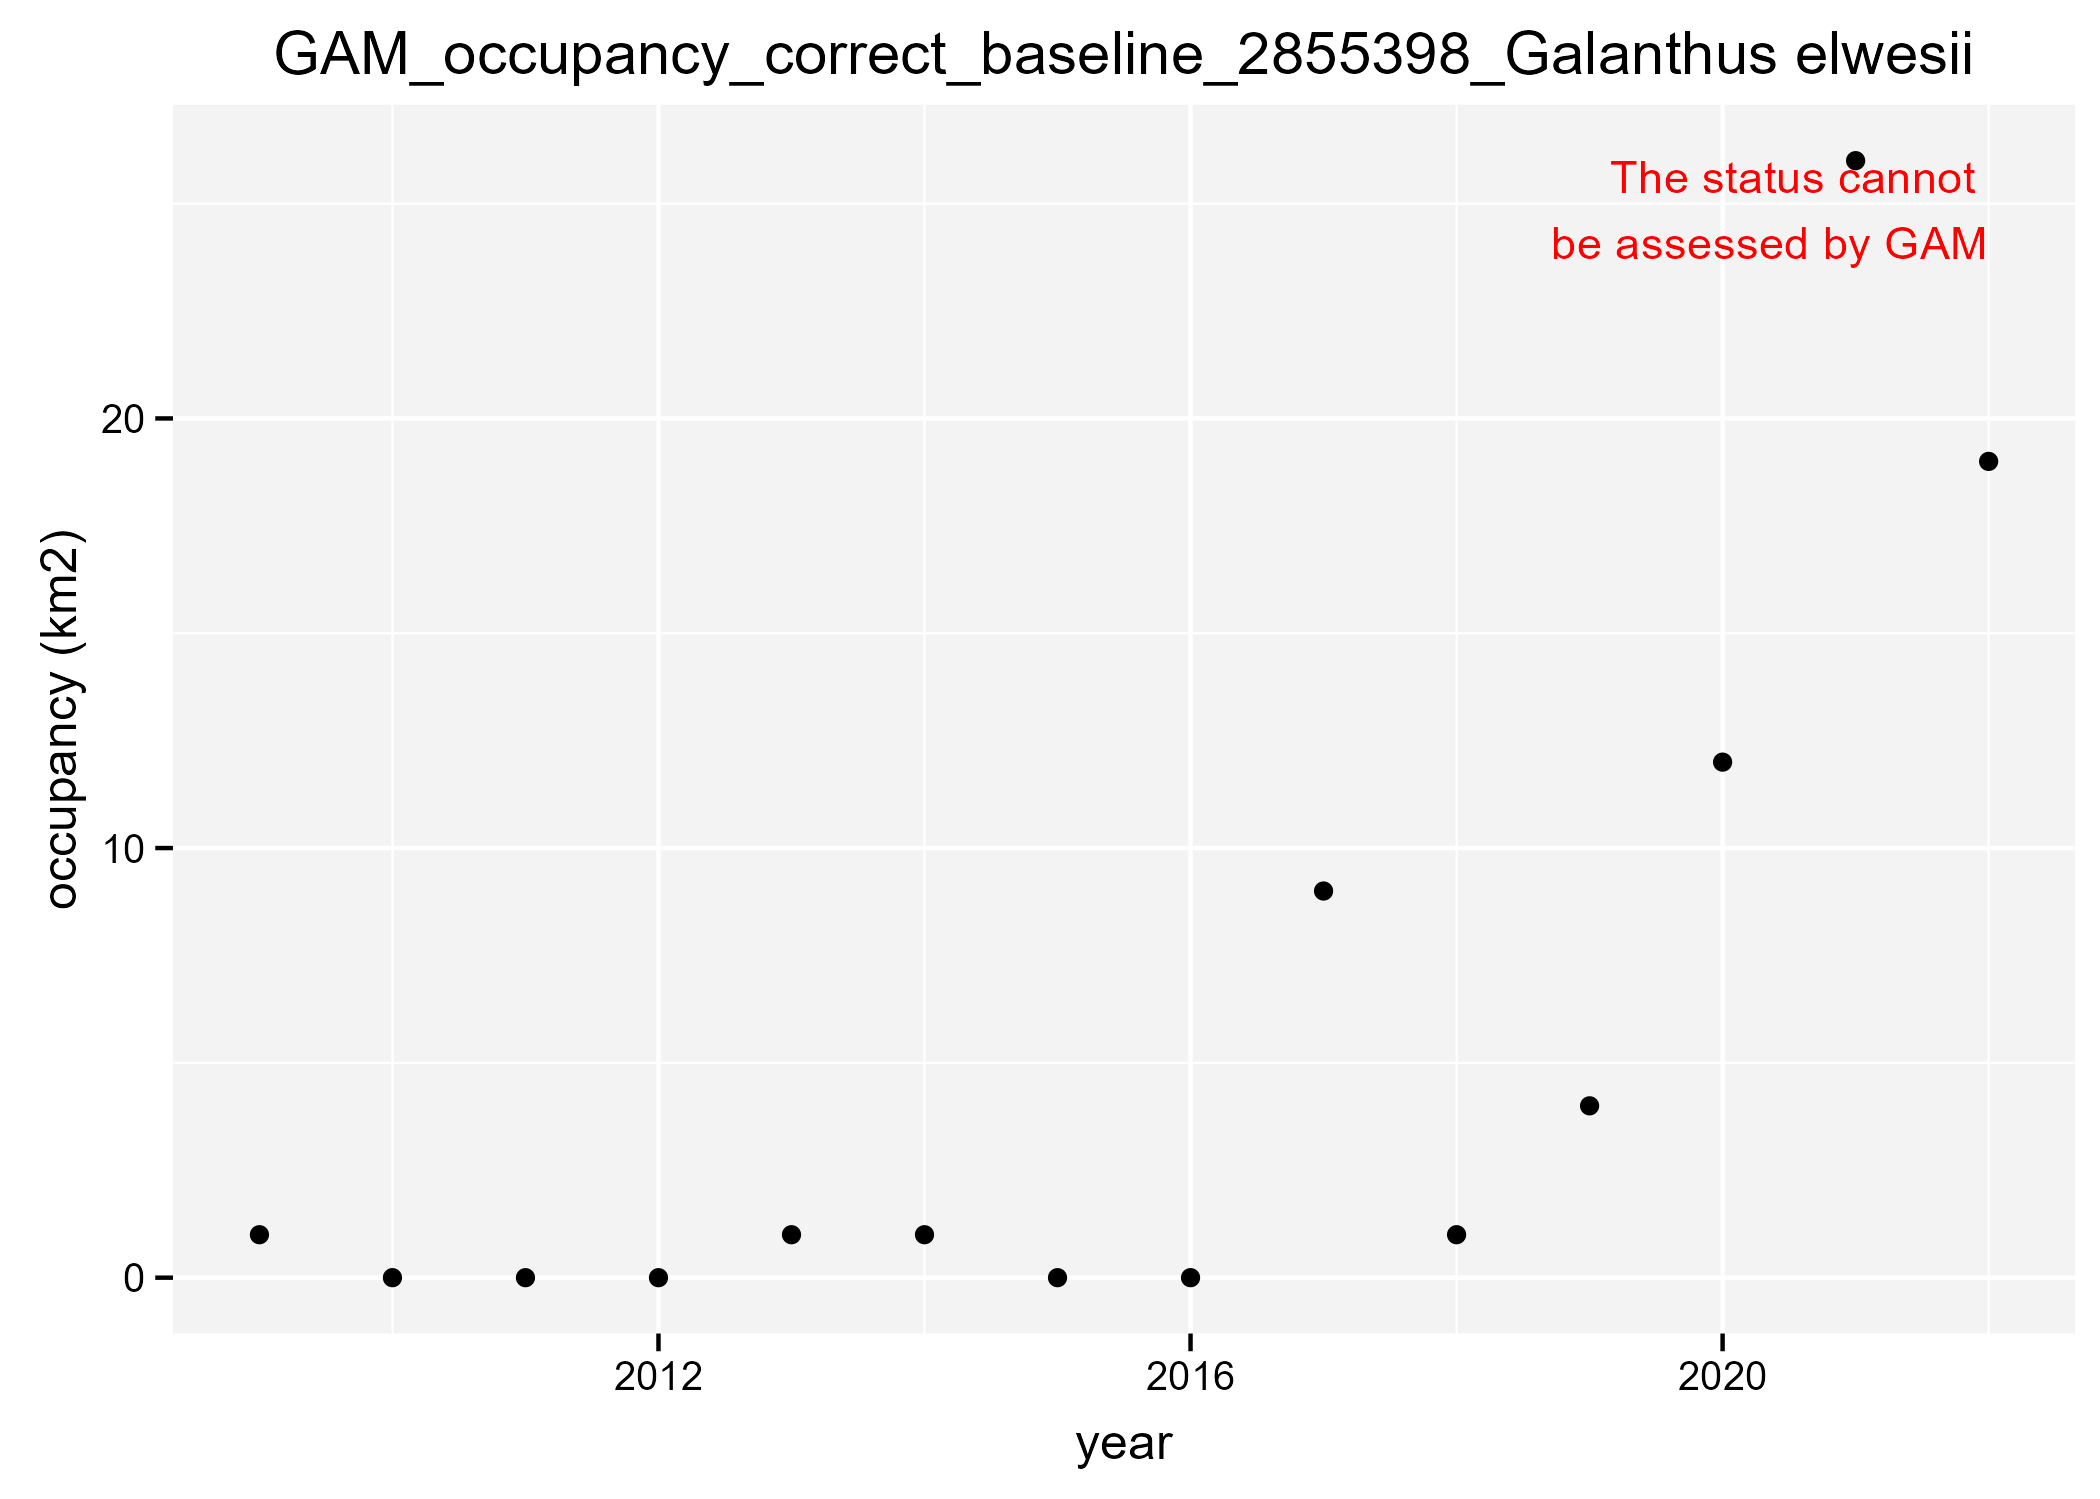 GAM_occupancy_correct_baseline_2855398_Galanthus elwesii
The status cannot
be assessed by GAM
20
10
0
occupancy (km2)
2012 2016 2020
year